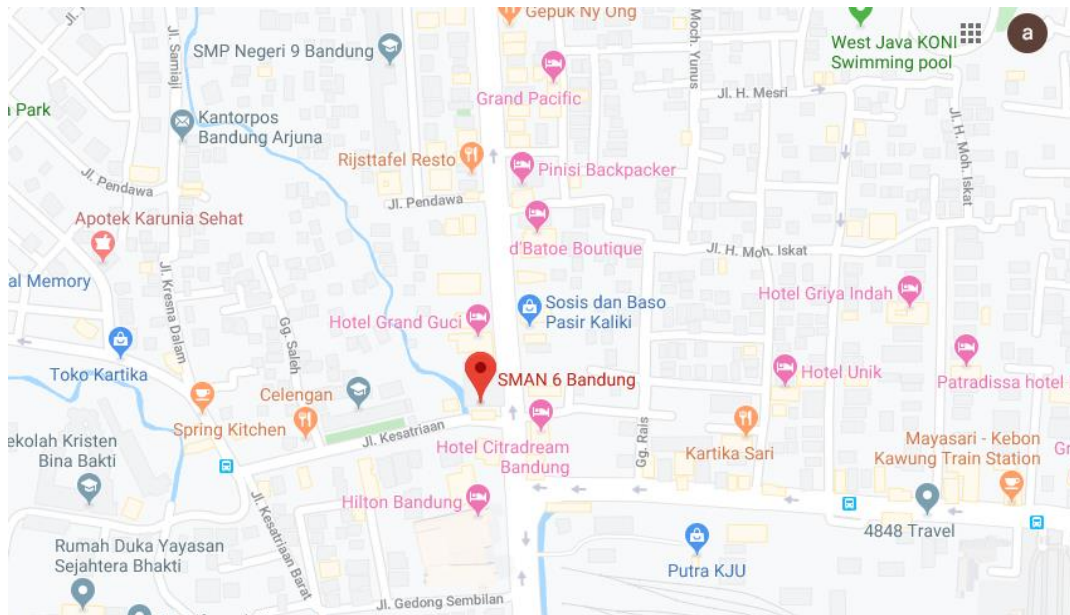 Gepuk Ny Ong
SMP Negeri 9 Bandung
Jl. Samiaji
Moch. Yunus
West Java KONI
Swimming pool
a
Grand Pacific
Jl. H. Mesri
Park
Kantorpos
Bandung Arjuna
Jl. H. Moh. Iskat
Rijsttafel Resto
Pinisi Backpacker
Jl. Pendawa
Jl. Pendawa
Apotek Karunia Sehat
d'Batoe Boutique
Jl. H. Moh. Iskat
al Memory
Jl. Kresna Dalam
Hotel Griya Indah
Sosis dan Baso
Pasir Kaliki
Hotel Grand Guci
Gg. Saleh
Toko Kartika
SMAN 6 Bandung
Hotel Unik
Patradissa hotel
Celengan
Spring Kitchen
Jl. Kesatriaan
ekolah Kristen
Bina Bakti
Hotel Citradream
Bandung
Gg. Rais
Kartika Sari
Mayasari - Kebon
Kawung Train Station
Gr
Hilton Bandung
Jl. Kesatriaan Barat
4848 Travel
Rumah Duka Yayasan
Sejahtera Bhakti
Putra KJU
Jl. Gedong Sembilan